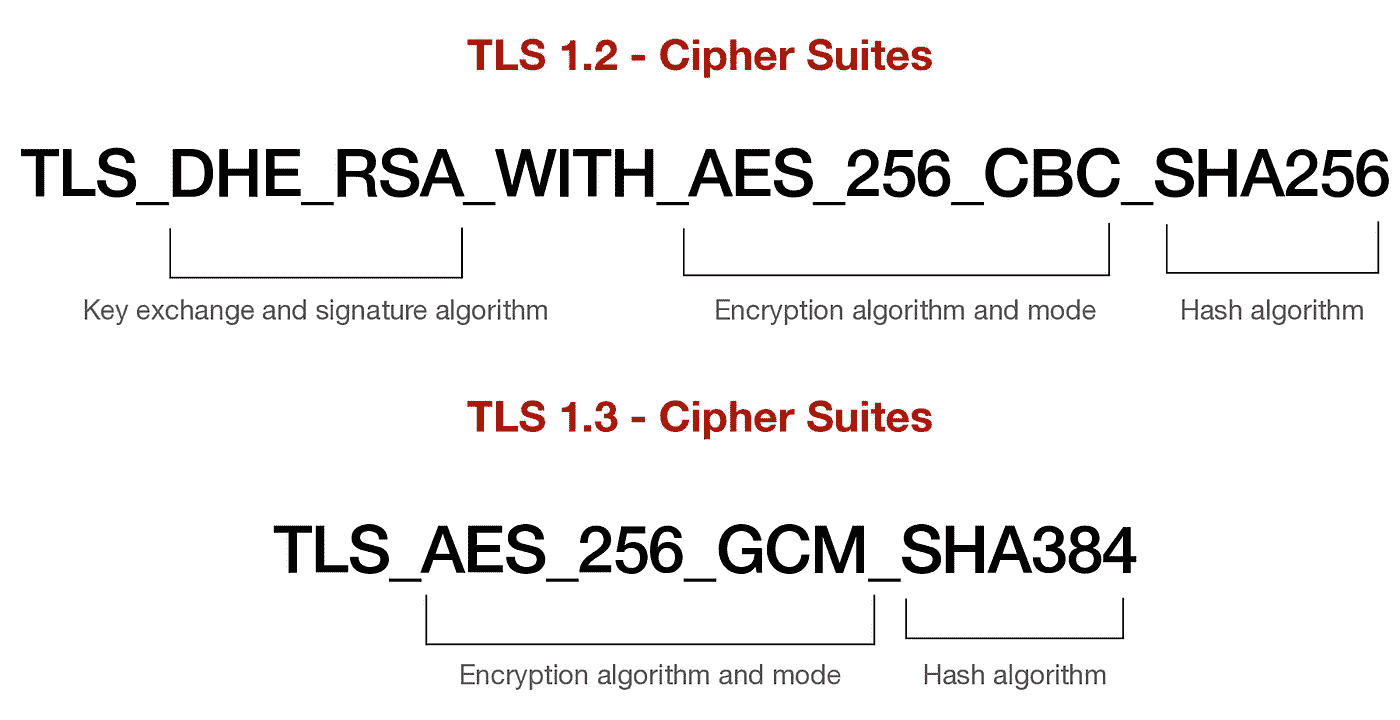 TLS 1.2 - Cipher Suites
TLS_DHE_RSA_WITH_AES_256_CBC_SHA256
Key exchange and signature algorithm Encryption algorithm and mode Hash algorithm
TLS 1.3 - Cipher Suites
TLS_AES_256_GCM_SHA384
Encryption algorithm and mode Hash algorithm